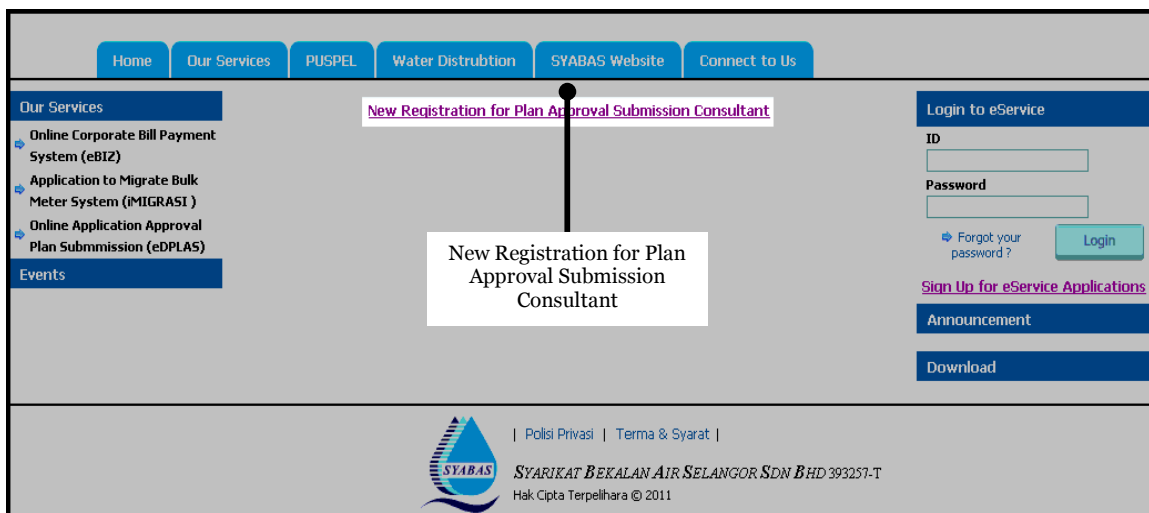 Home
Our Services
PUSPEL
Water Distrubtion
SYABAS Website
Connect to Us
Our Services
Online Corporate Bill Payment
System (eBIZ)
Application to Migrate Bulk
Meter System (iMIGRASI )
Online Application Approval
Plan Submmission (eDPLAS)
Events
New Registration for Plan Approval Submission Consultant
New Registration for Plan
Approval Submission
Consultant
Login to eService
ID
Password
Forgot your
password ?
Login
Sign Up for eService Applications
Announcement
Download
SYABAS
| Polisi Privasi | Terma & Syarat |
SYARIKAT BEKALAN AIR SELANGOR SDN BHD 393257-T
Hak Cipta Terpelihara © 2011